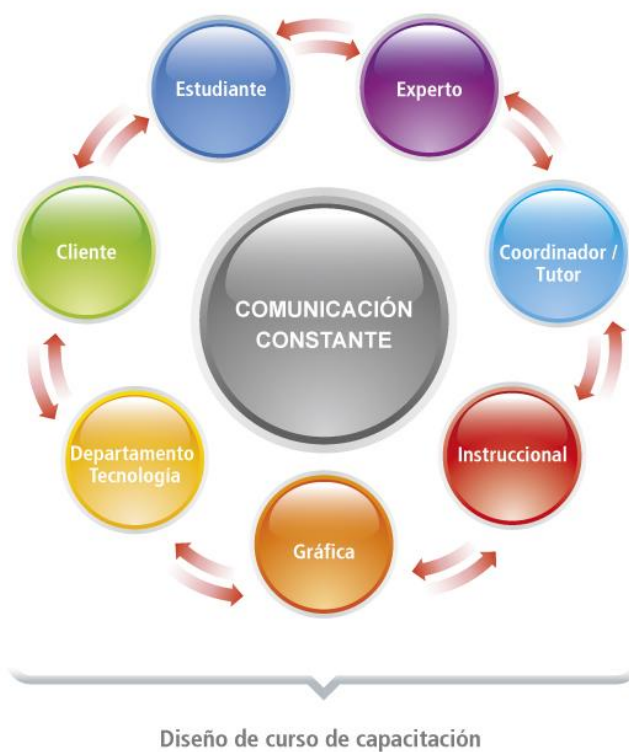 Estudiante
Experto
Cliente
Coordinador /
Tutor
COMUNICACIÓN
CONSTANTE
Departamento
Tecnología
Instruccional
Gráfica
Diseño de curso de capacitación